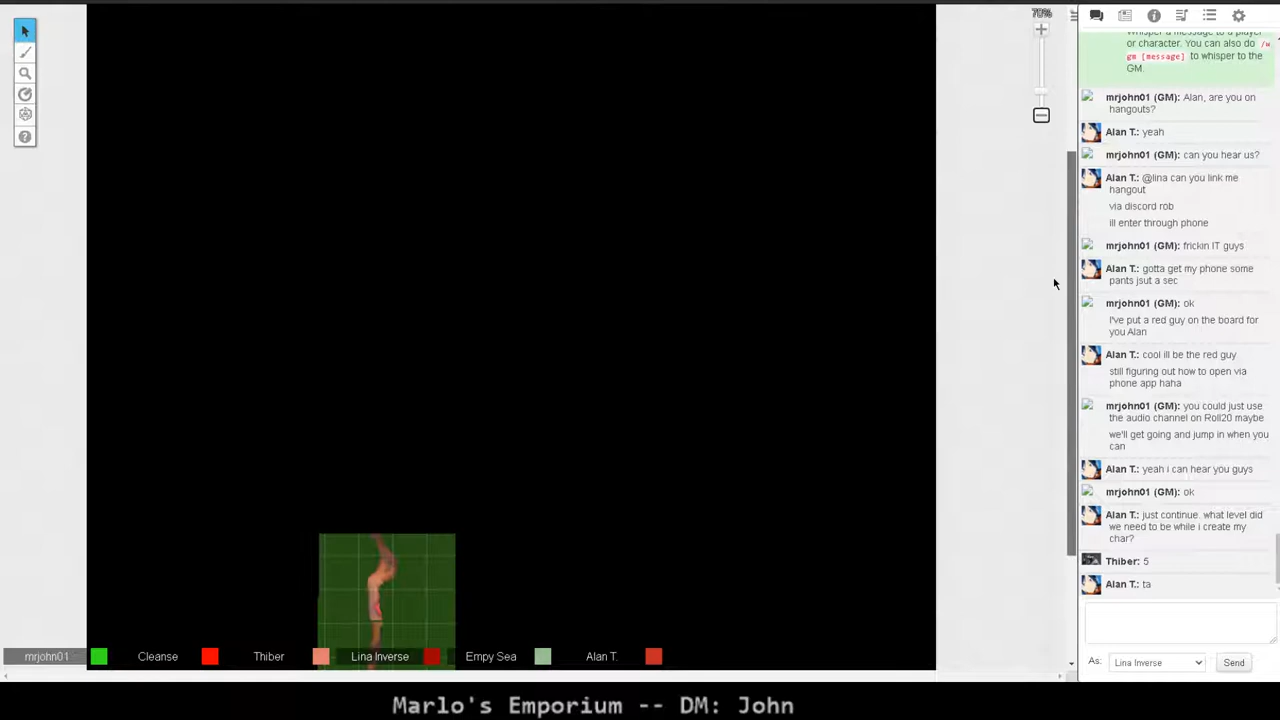 70%
Whisper a message to a player
or character. You can also do /w
gm [message] to whisper to the
GM.
mrjohn01 (GM): Alan, are you on
hangouts?
Alan T.: yeah
mrjohn01 (GM): can you hear us?
Alan T.: @lina can you link me
hangout
via discord rob
ill enter through phone
mrjohn01 (GM): frickin IT guys
Alan T.: gotta get my phone some
pants jsut a sec
mrjohn01 (GM): ok
I've put a red guy on the board for
you Alan
Alan T.: cool ill be the red guy
still figuring out how to open via
phone app haha
mrjohn01 (GM): you could just use
the audio channel on Roll20 maybe
we'll get going and jump in when you
can
Alan T.: yeah i can hear you guys
mrjohn01 (GM): ok
Alan T.: just continue. what level did
we need to be while i create my
char?
Thiber: 5
Alan T.: ta
As: Lina Inverse Send
mrjohn01 Cleanse Thiber Lina Inverse Empy Sea Alan T.
Marlo's Emporium -- DM: John